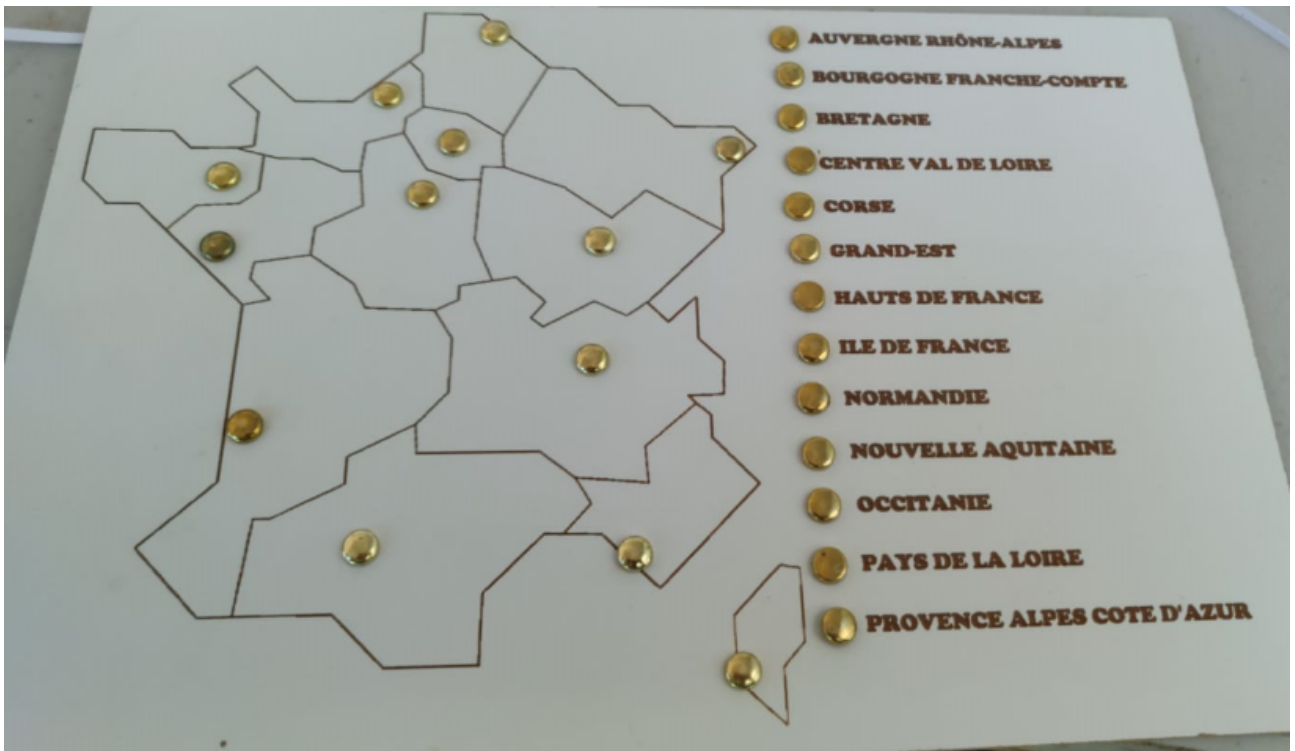 AUVERGNE RHÔNE-ALPES
BOURGOGNE FRANCHE-COMPTE
BRETAGNE
CENTRE VAL DE LOIRE
CORSE
GRAND-EST
HAUTS DE FRANCE
ILE DE FRANCE
NORMANDIE
NOUVELLE AQUITAINE
OCCITANIE
PAYS DE LA LOIRE
PROVENCE ALPES COTE D'AZUR